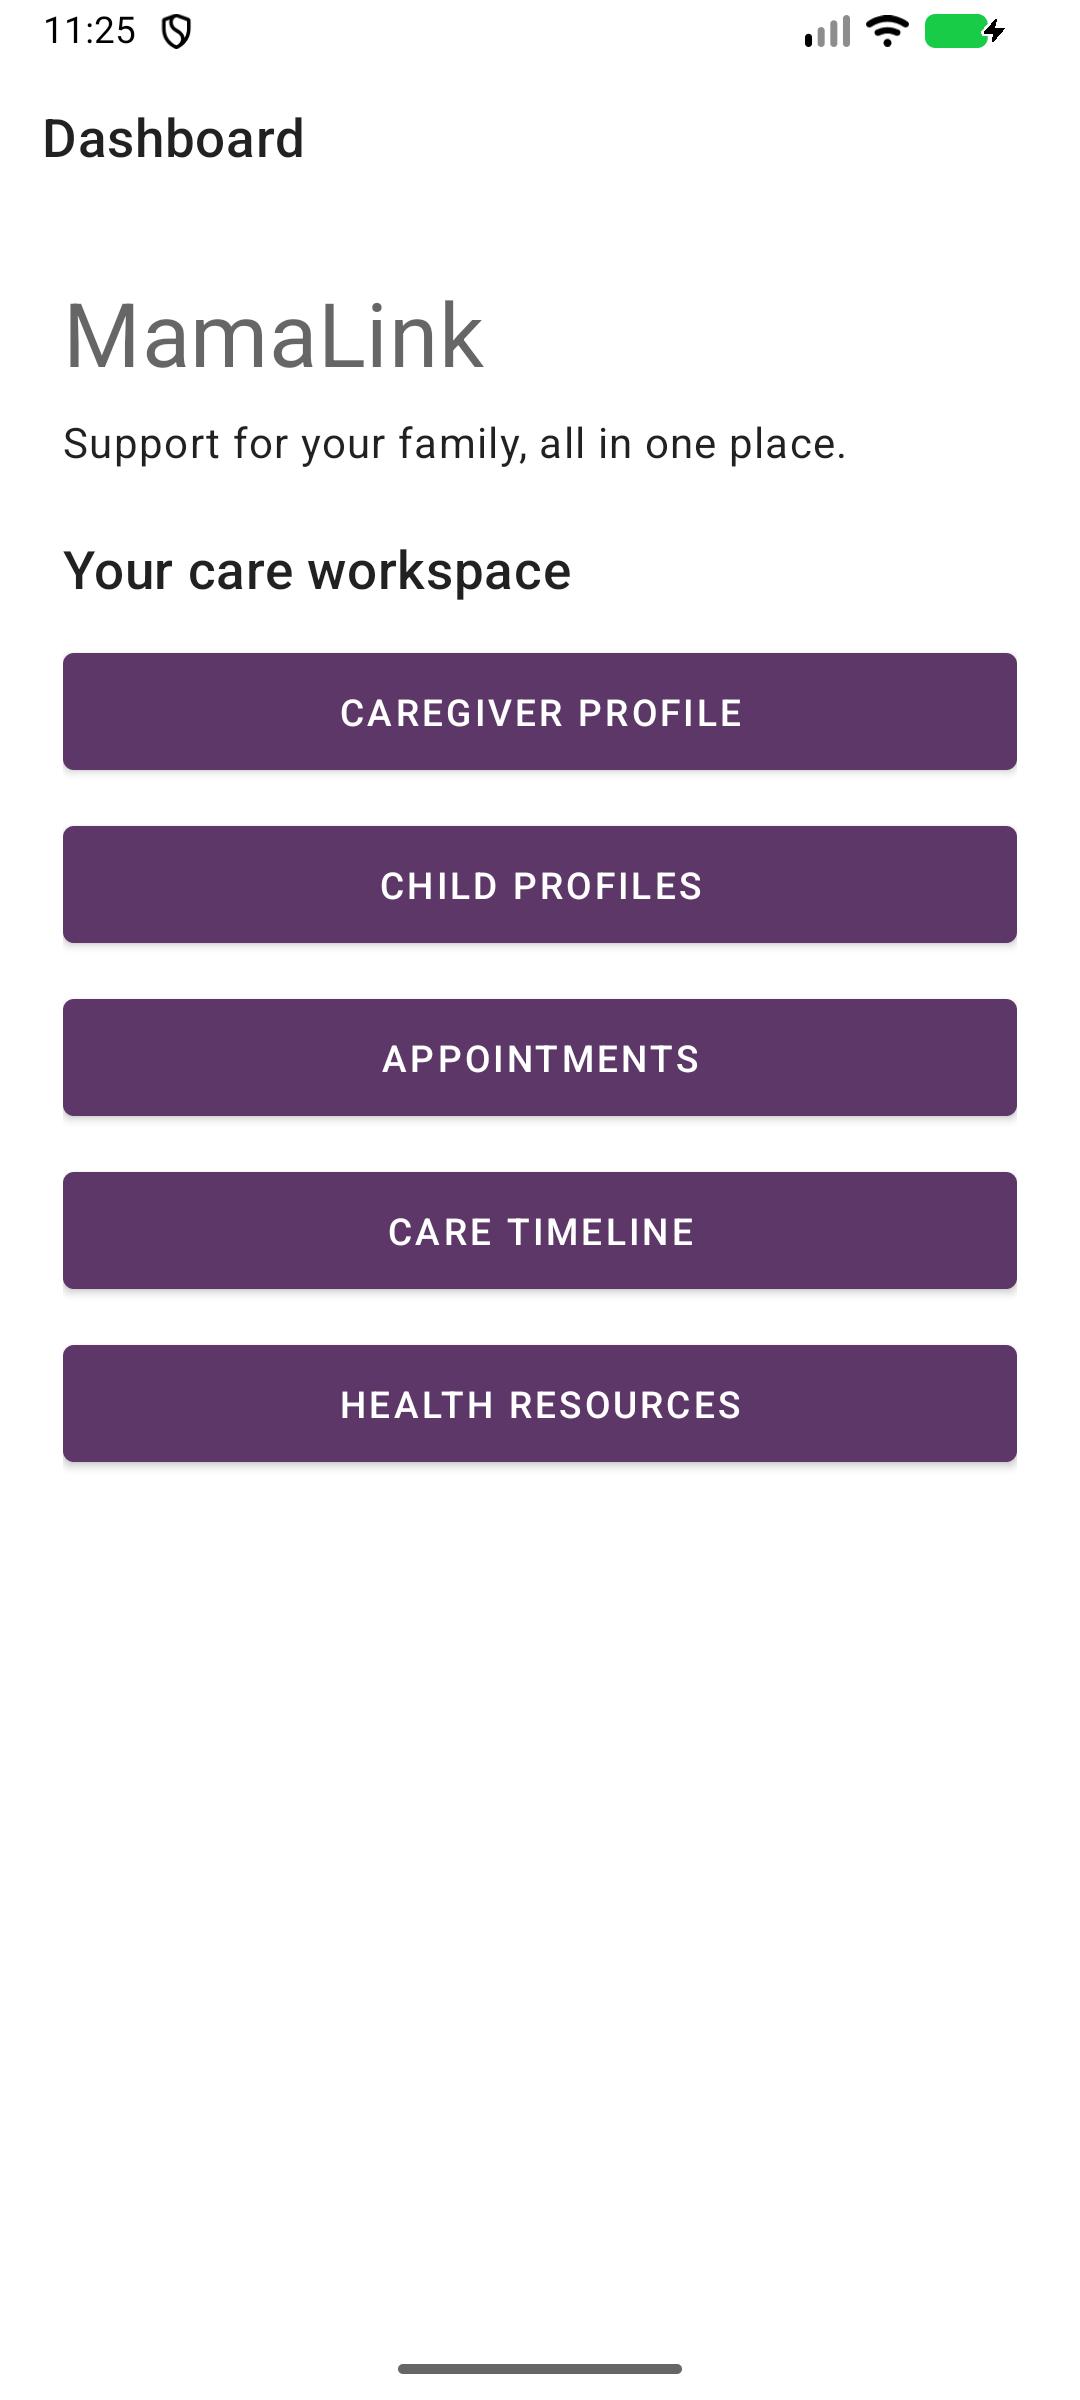 11:25
Dashboard
MamaLink
Support for your family, all in one place.
Your care workspace
CAREGIVER PROFILE
CHILD PROFILES
APPOINTMENTS
CARE TIMELINE
HEALTH RESOURCES